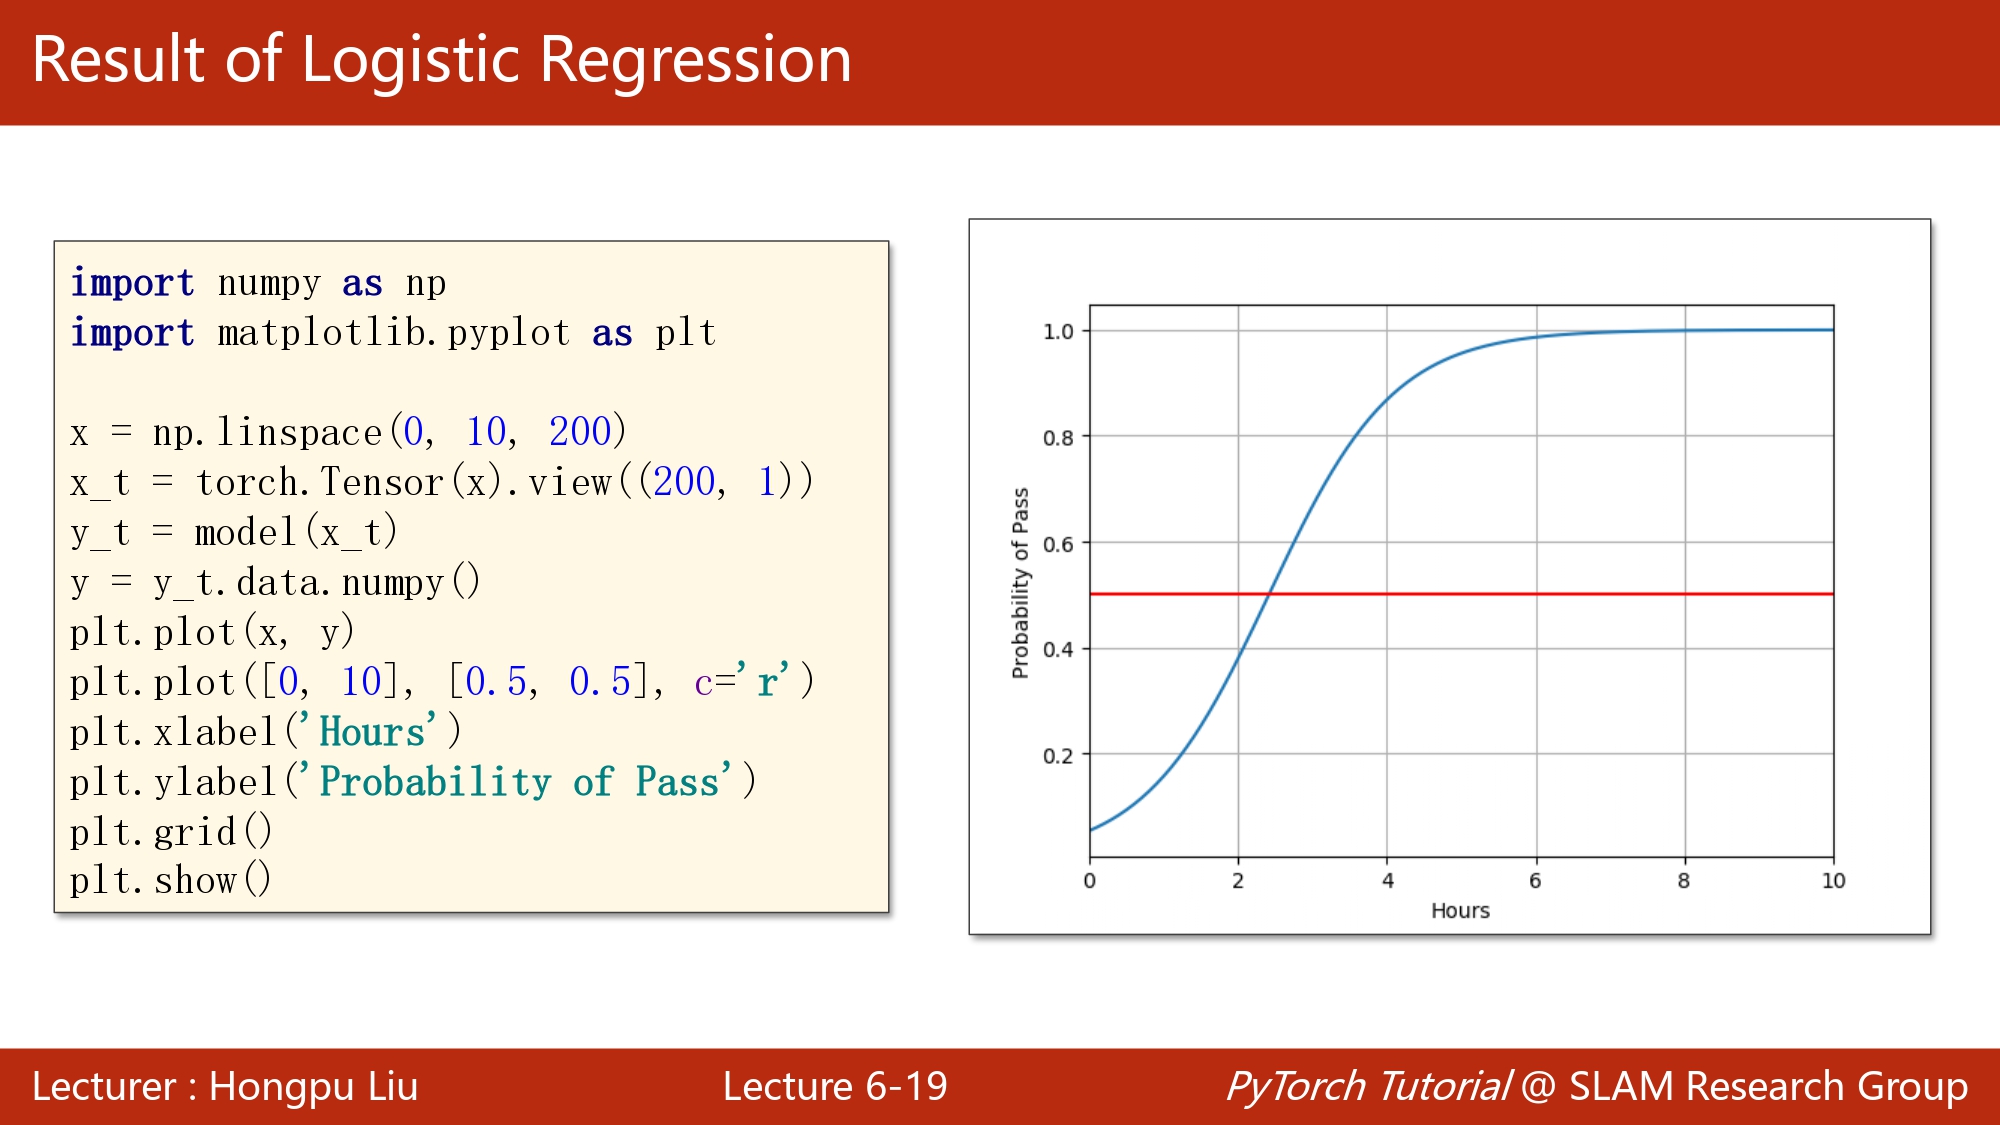 Result of Logistic Regression
import numpy as np
import matplotlib.pyplot as plt
x = np.linspace(0, 10, 200)
x_t = torch.Tensor(x).view((200, 1))
y_t = model(x_t)
y = y_t.data.numpy()
plt.plot(x, y)
plt.plot([0, 10], [0.5, 0.5], c='r')
plt.xlabel('Hours')
plt.ylabel('Probability of Pass')
plt.grid()
plt.show()
Probability of Pass
1.0
0.8
0.6
0.4
0.2
0 2 4 6 8 10
Hours
Lecturer : Hongpu Liu
Lecture 6-19
PyTorch Tutorial @ SLAM Research Group